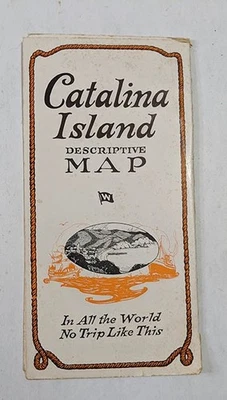 Catalina
Island
DESCRIPTIVE
MAP
W
In All the World
No Trip Like This